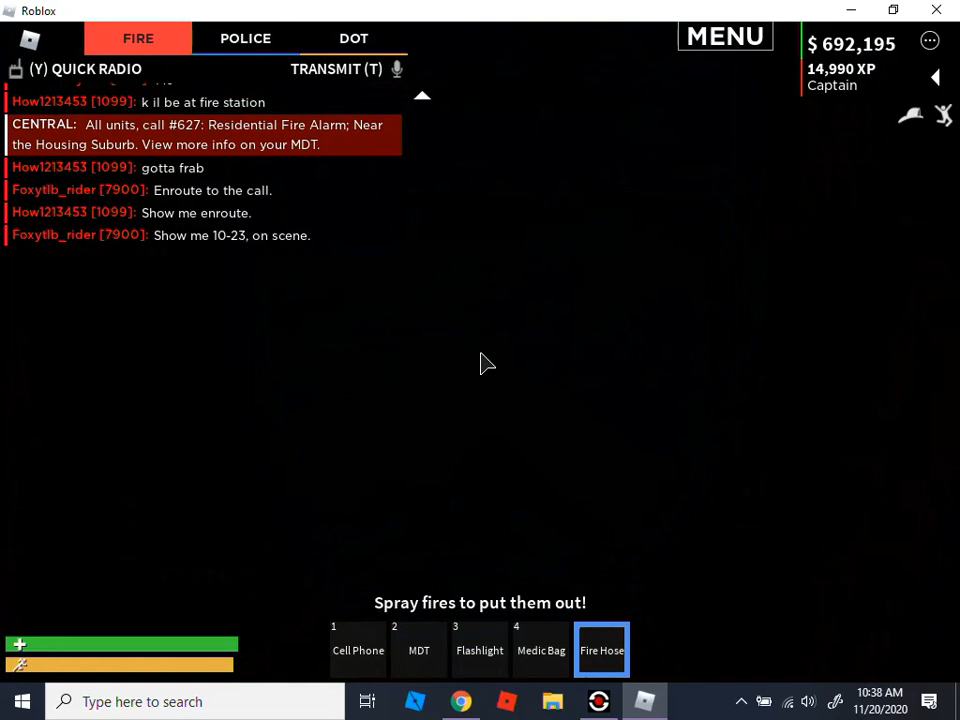 Roblox
FIRE POLICE DOT
MENU
$ 692,195
14,990 XP
Captain
(Y) QUICK RADIO TRANSMIT (T)
How1213453 [1099]: k il be at fire station
CENTRAL: All units, call #627: Residential Fire Alarm; Near
the Housing Suburb. View more info on your MDT.
How1213453 [1099]: gotta frab
Foxytlb_rider [7900]: Enroute to the call.
How1213453 [1099]: Show me enroute.
Foxytlb_rider [7900]: Show me 10-23, on scene.
Spray fires to put them out!
1 2 3 4
Cell Phone MDT Flashlight Medic Bag Fire Hose
Type here to search
10:38 AM
11/20/2020